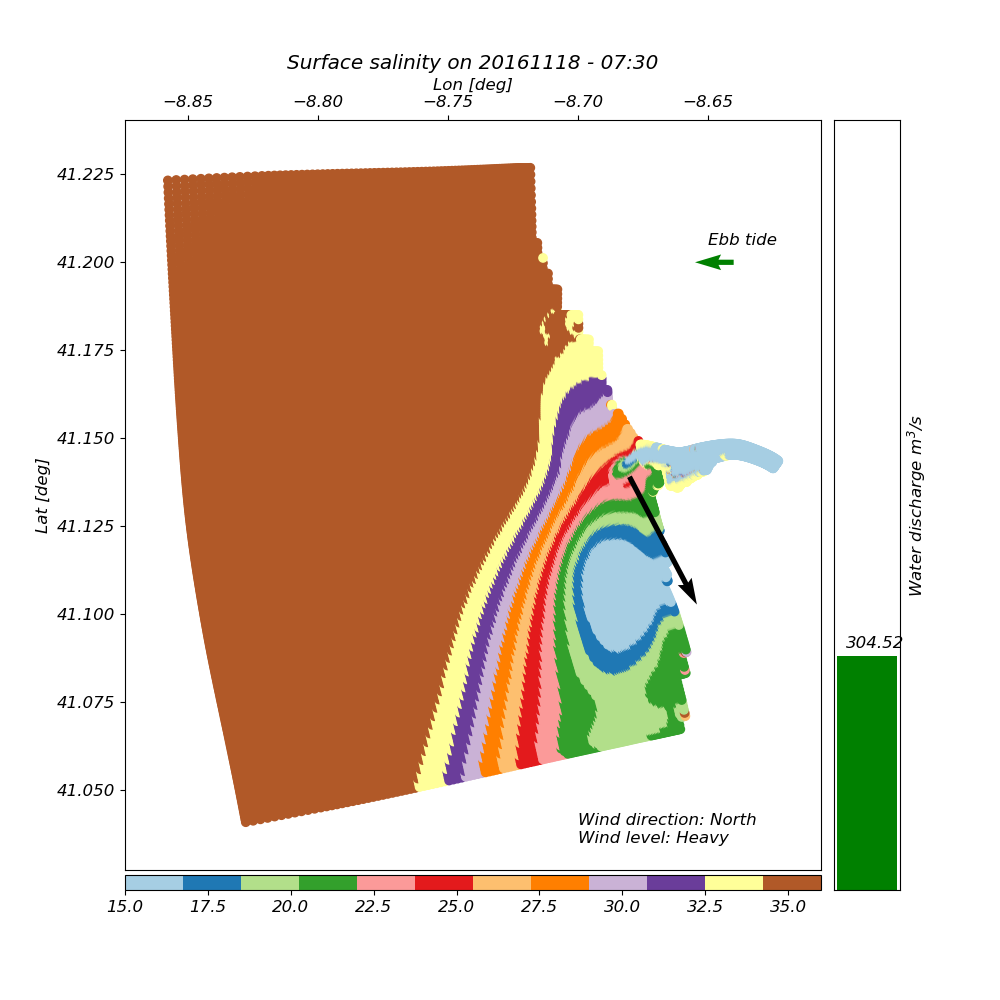 Surface salinity on 20161118 - 07:30
Lon [deg]
−8.85 −8.80 −8.75 −8.70 −8.65
41.225
41.200
41.175
41.150
41.125
41.100
41.075
41.050
Lat [deg]
Ebb tide
Water discharge m³/s
304.52
Wind direction: North
Wind level: Heavy
15.0 17.5 20.0 22.5 25.0 27.5 30.0 32.5 35.0